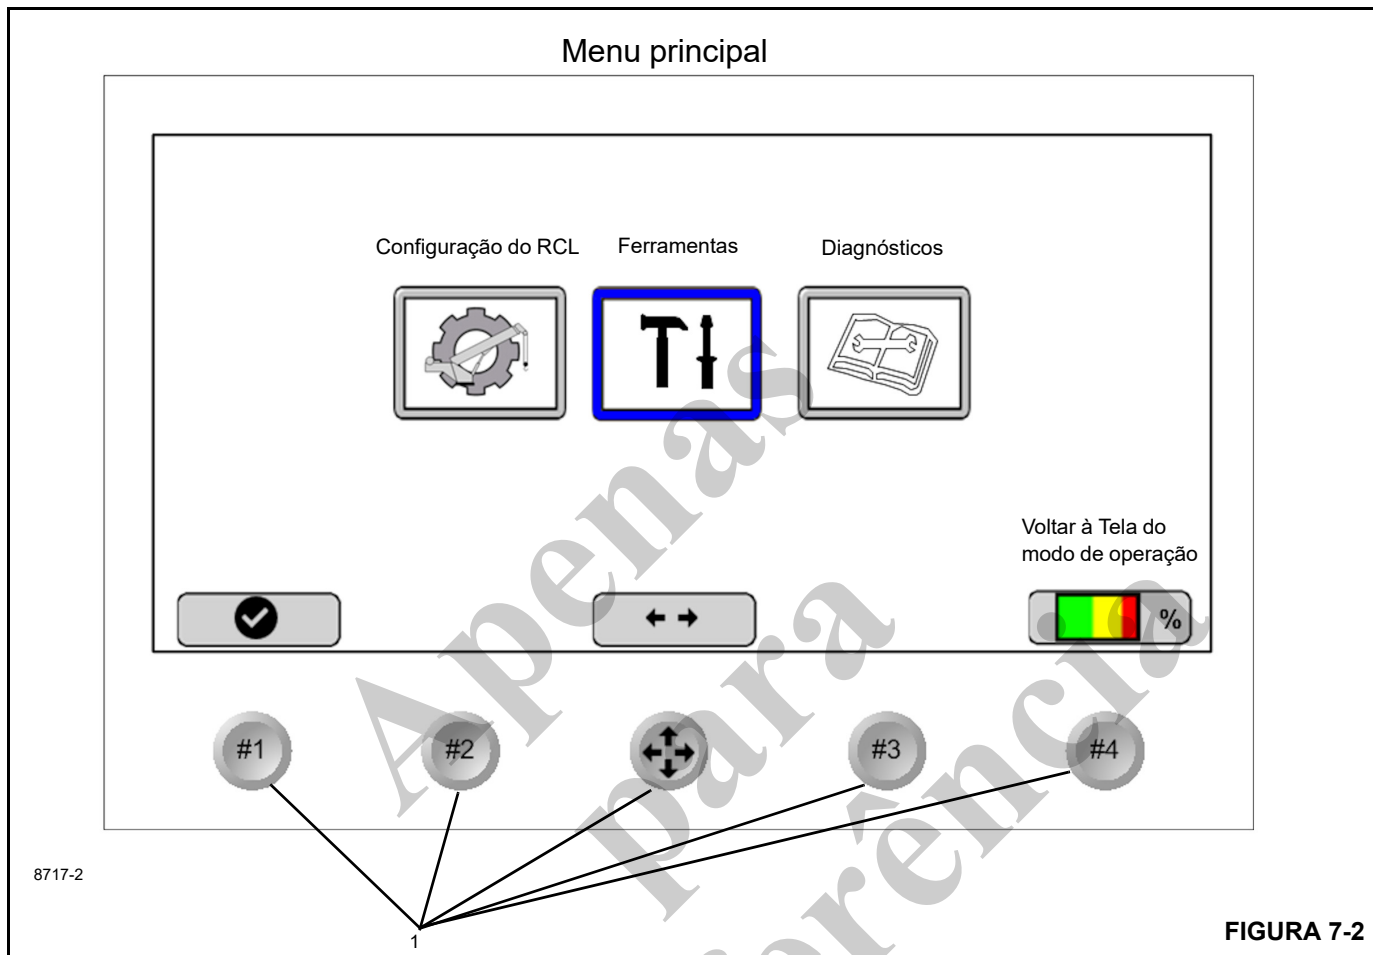 Menu principal
Configuração do RCL
Ferramentas
Diagnósticos
Voltar à Tela do
modo de operação
%
#1
#2
#3
#4
8717-2
1
FIGURA 7-2
Apenas
para